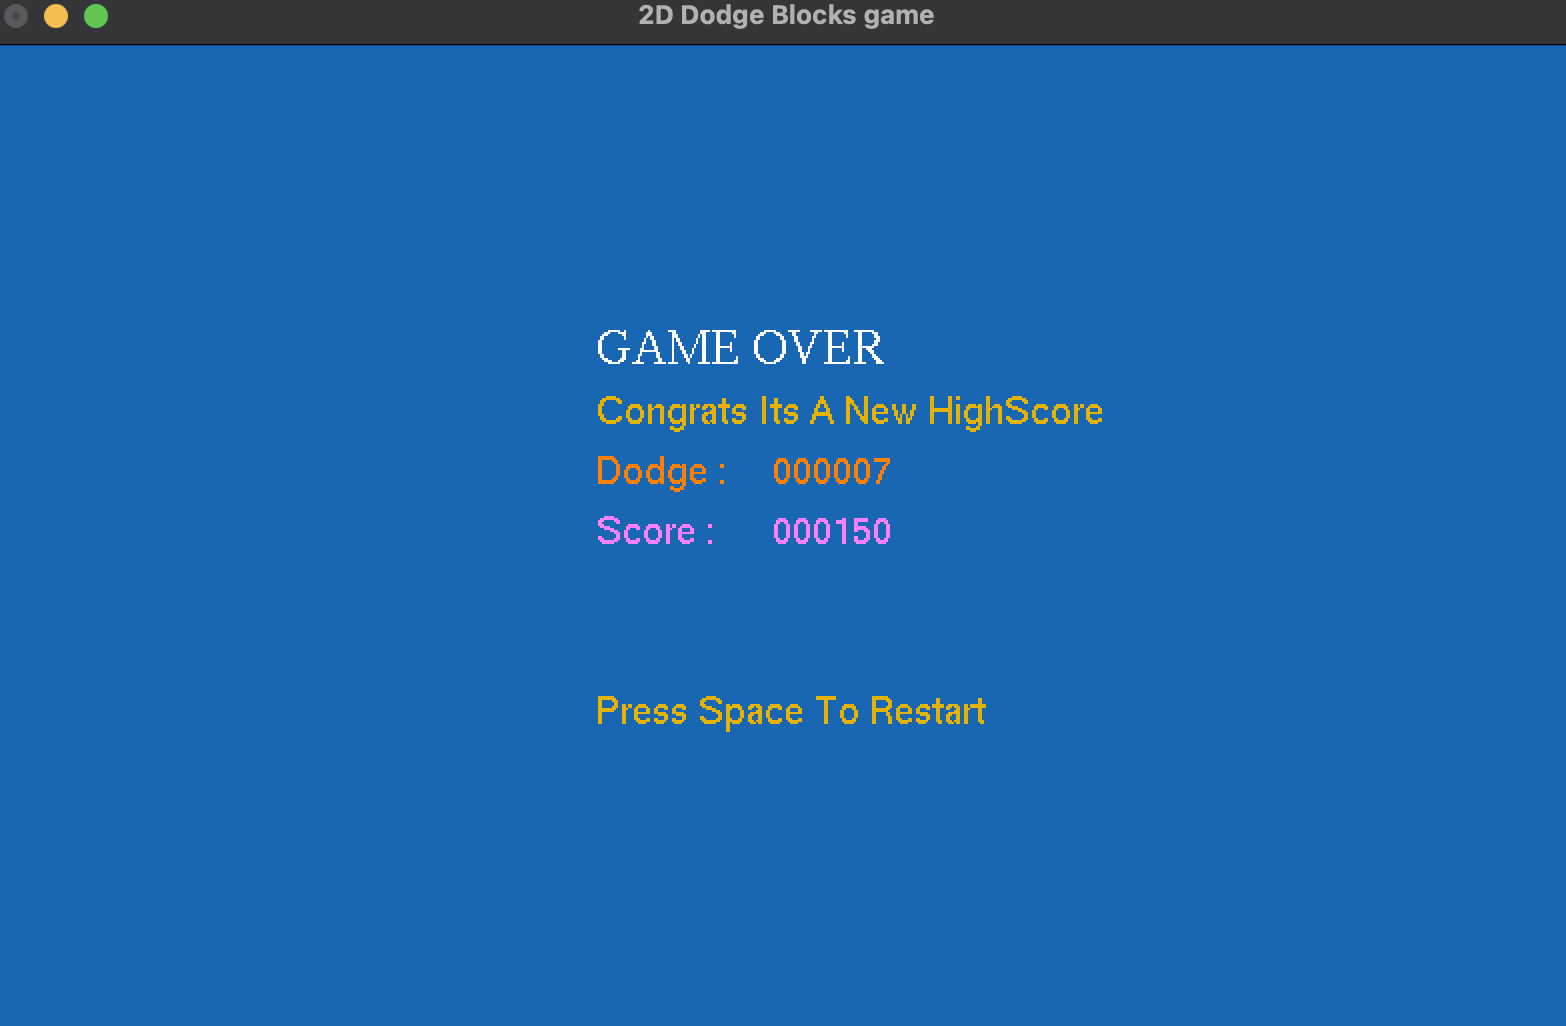 2D Dodge Blocks game
GAME OVER
Congrats Its A New HighScore
Dodge : 000007
Score : 000150
Press Space To Restart